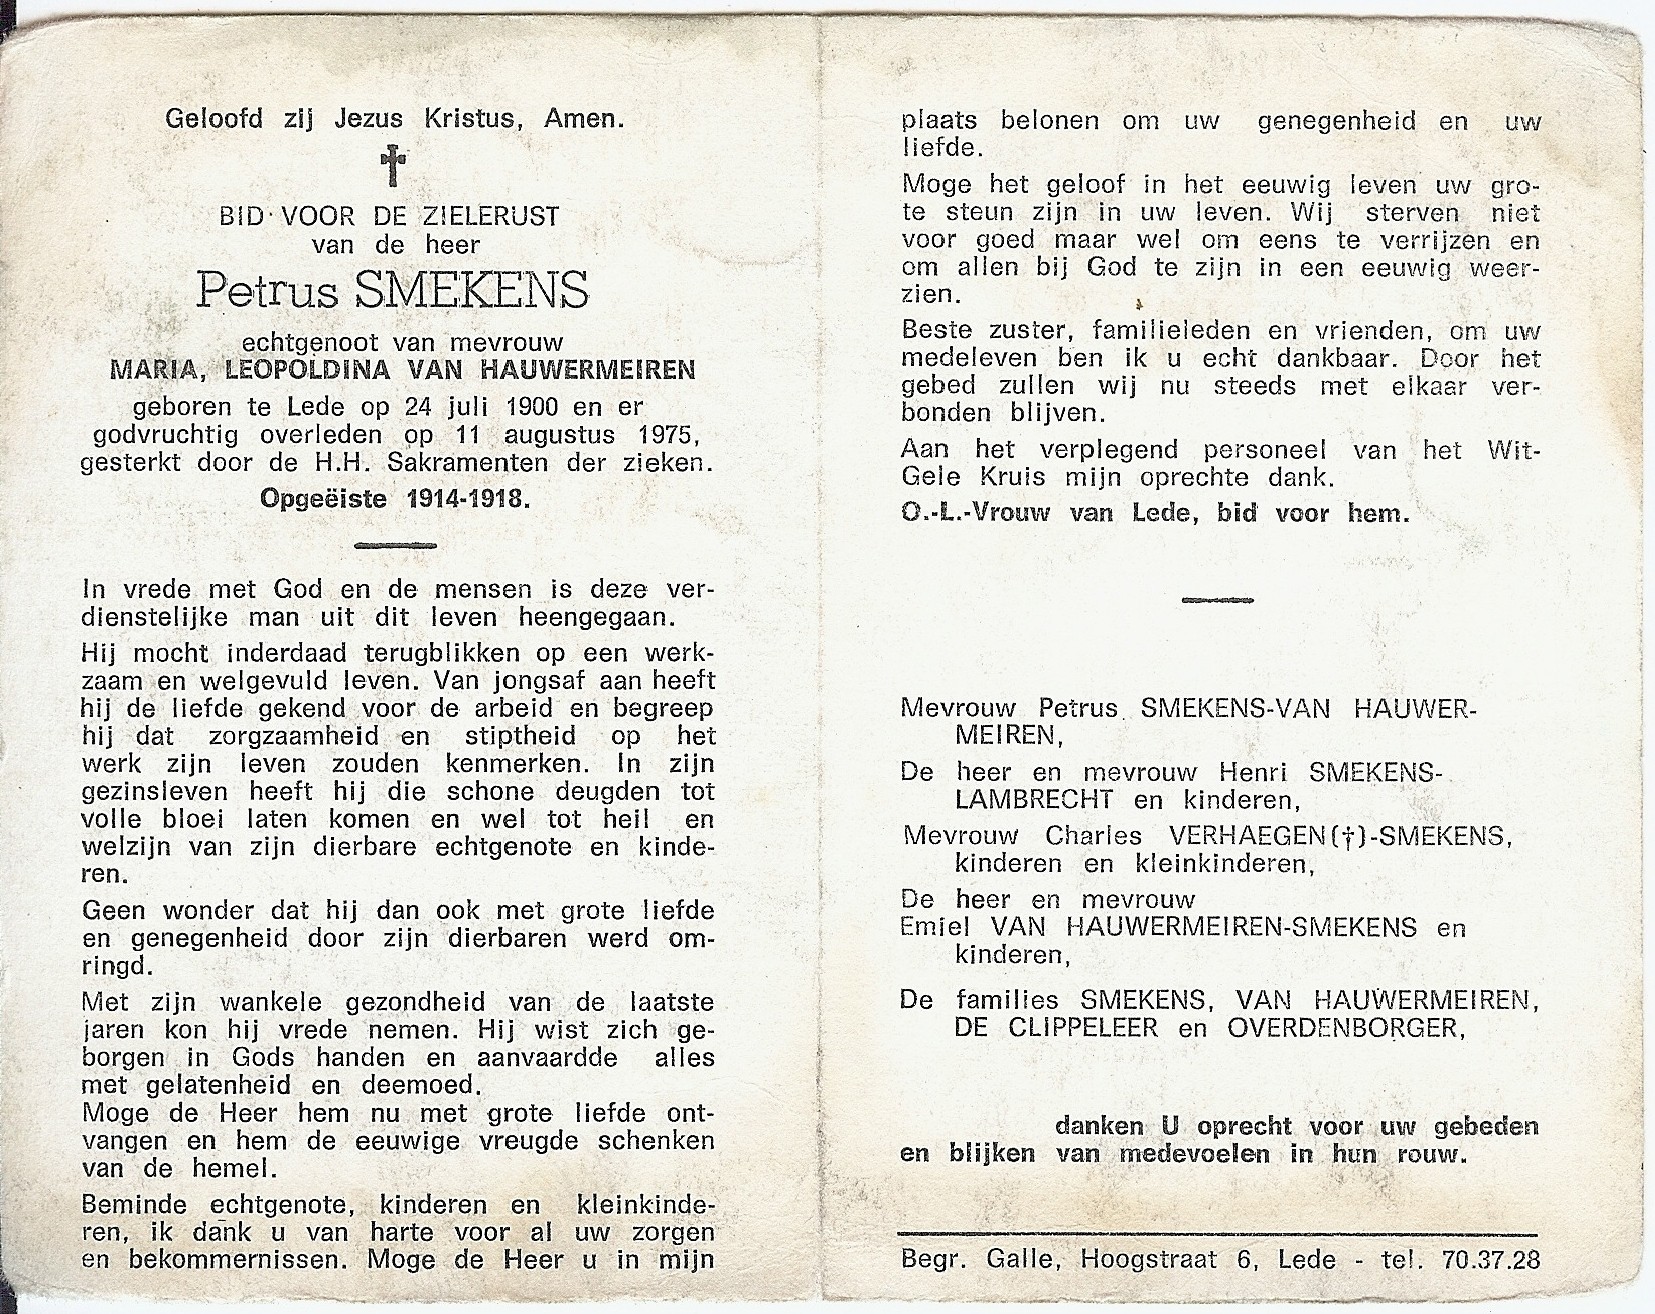 Geloofd zij Jezus Kristus, Amen.
BID VOOR DE ZIELERUST
van de heer
Petrus SMEKENS
echtgenoot van mevrouw
MARIA, LEOPOLDINA VAN HAUWERMEIREN
geboren te Lede op 24 juli 1900 en er
godvruchtig overleden op 11 augustus 1975,
gesterkt door de H.H. Sakramenten der zieken.
Opgeëiste 1914-1918.
In vrede met God en de mensen is deze ver-
dienstelijke man uit dit leven heengegaan.
Hij mocht inderdaad terugblikken op een werk-
zaam en welgevuld leven. Van jongsaf aan heeft
hij de liefde gekend voor de arbeid en begreep
hij dat zorgzaamheid en stiptheid op het
werk zijn leven zouden kenmerken. In zijn
gezinsleven heeft hij die schone deugden tot
volle bloei laten komen en wel tot heil en
welzijn van zijn dierbare echtgenote en kinde-
ren.
Geen wonder dat hij dan ook met grote liefde
en genegenheid door zijn dierbaren werd om-
ringd.
Met zijn wankele gezondheid van de laatste
jaren kon hij vrede nemen. Hij wist zich ge-
borgen in Gods handen en aanvaardde alles
met gelatenheid en deemoed.
Moge de Heer hem nu met grote liefde ont-
vangen en hem de eeuwige vreugde schenken
van de hemel.
Beminde echtgenote, kinderen en kleinkinde-
ren, ik dank u van harte voor al uw zorgen
en bekommernissen. Moge de Heer u in mijn
plaats belonen om uw genegenheid en uw
liefde.
Moge het geloof in het eeuwig leven uw gro-
te steun zijn in uw leven. Wij sterven niet
voor goed maar wel om eens te verrijzen en
om allen bij God te zijn in een eeuwig weer-
zien.
Beste zuster, familieleden en vrienden, om uw
medeleven ben ik u echt dankbaar. Door het
gebed zullen wij nu steeds met elkaar ver-
bonden blijven.
Aan het verplegend personeel van het Wit-
Gele Kruis mijn oprechte dank.
O.-L.-Vrouw van Lede, bid voor hem.
Mevrouw Petrus SMEKENS-VAN HAUWER-
MEIREN,
De heer en mevrouw Henri SMEKENS-
LAMBRECHT en kinderen,
Mevrouw Charles VERHAEGEN(†)-SMEKENS,
kinderen en kleinkinderen,
De heer en mevrouw
Emiel VAN HAUWERMEIREN-SMEKENS en
kinderen,
De families SMEKENS, VAN HAUWERMEIREN,
DE CLIPPELEER en OVERDENBORGER,
danken U oprecht voor uw gebeden
en blijken van medevoelen in hun rouw.
Begr. Galle, Hoogstraat 6, Lede - tel. 70.37.28